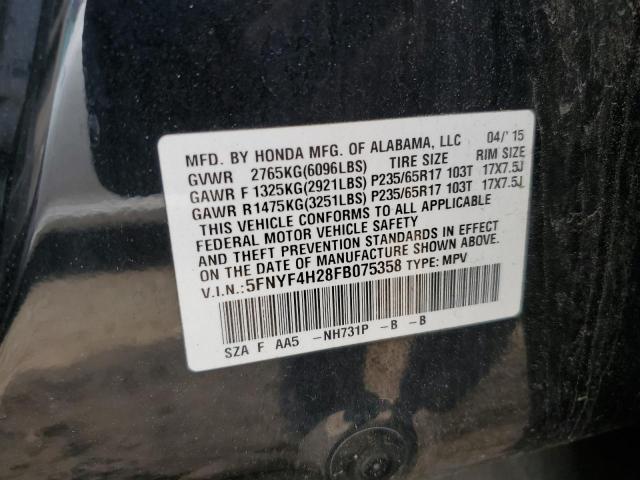 MFD. BY HONDA MFG. OF ALABAMA, LLC 04/'15
GVWR 2765KG(6096LBS) TIRE SIZE RIM SIZE
GAWR F 1325KG(2921LBS) P235/65R17 103T 17X7.5J
GAWR R 1475KG(3251LBS) P235/65R17 103T 17X7.5J
THIS VEHICLE CONFORMS TO ALL APPLICABLE
FEDERAL MOTOR VEHICLE SAFETY
AND THEFT PREVENTION STANDARDS IN EFFECT
ON THE DATE OF MANUFACTURE SHOWN ABOVE.
V.I.N.:5FNYF4H28FB075358 TYPE: MPV
SZA F AA5 -NH731P -B -B